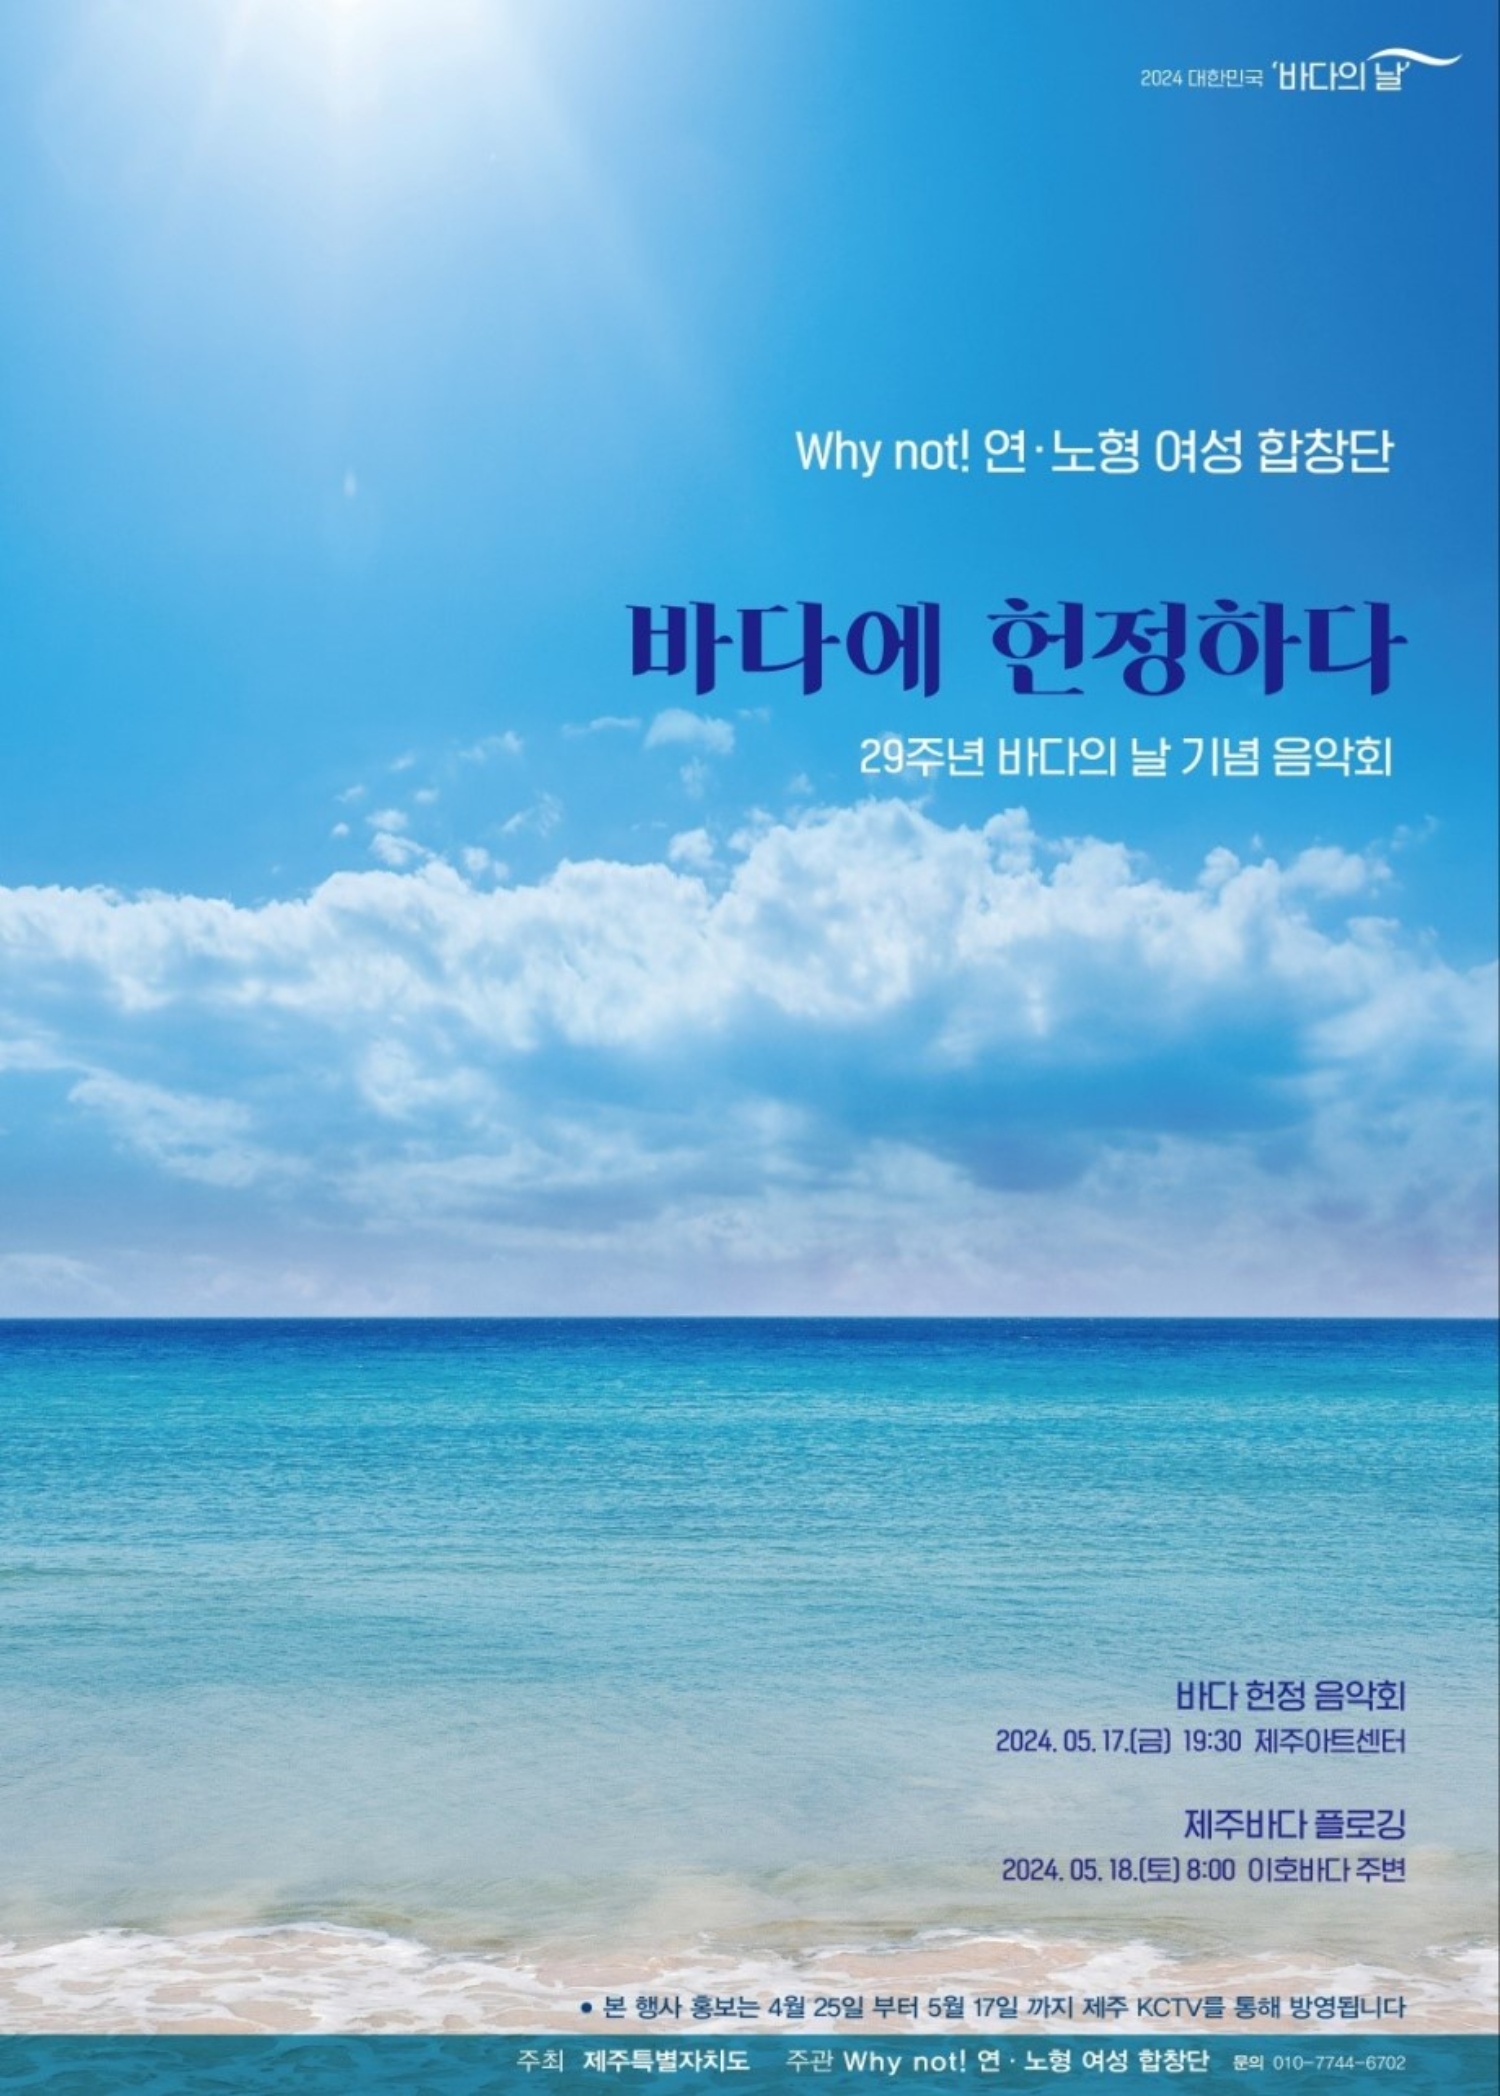 2024 대한민국 '바다의 날'
Why not! 연·노형 여성 합창단
바다에 헌정하다
29주년 바다의 날 기념 음악회
바다 헌정 음악회
2024. 05. 17.(금) 19:30 제주아트센터
제주바다 플로깅
2024. 05. 18.(토) 8:00 이호바다 주변
• 본 행사 홍보는 4월 25일 부터 5월 17일 까지 제주 KCTV를 통해 방영됩니다
주최 제주특별자치도 주관 Why not! 연·노형 여성 합창단 문의 010-7744-6702